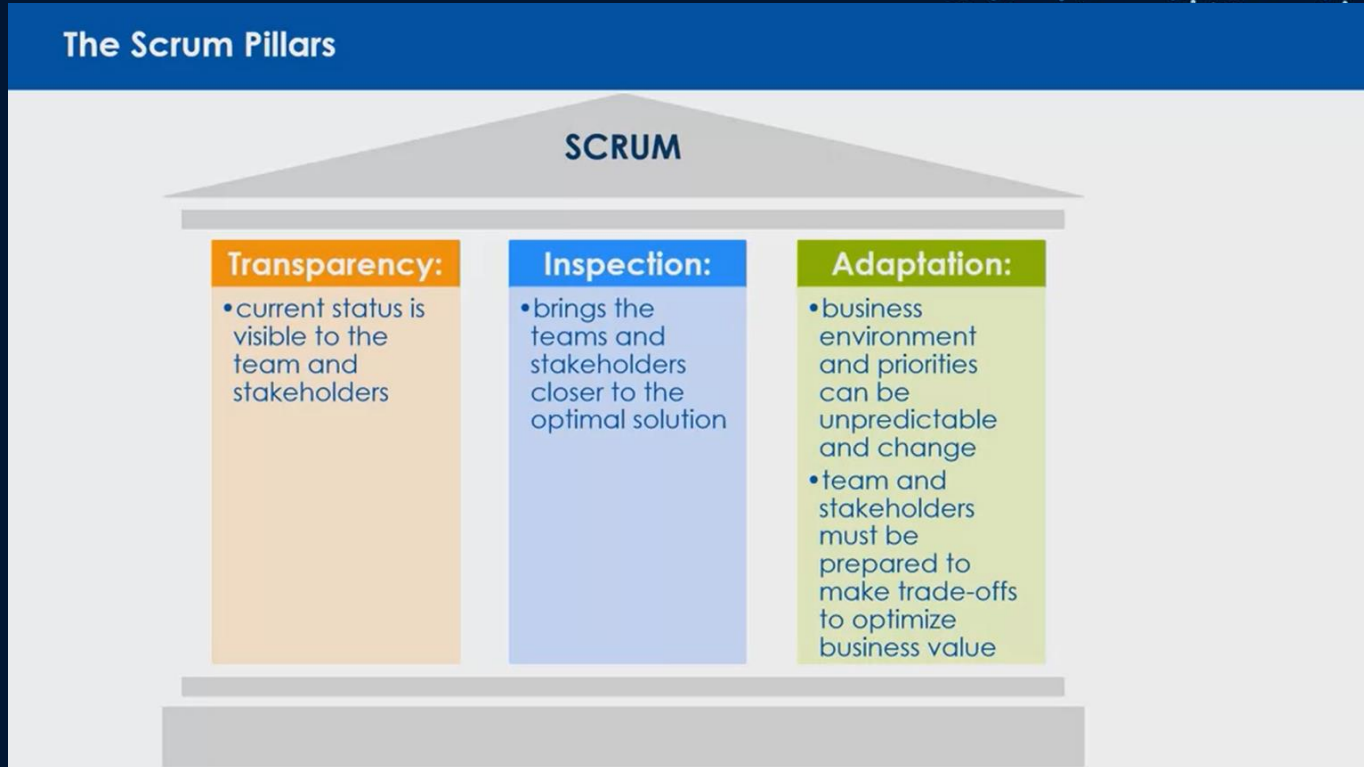 The Scrum Pillars
SCRUM
Transparency:
•current status is
visible to the
team and
stakeholders
Inspection:
•brings the
teams and
stakeholders
closer to the
optimal solution
Adaptation:
•business
environment
and priorities
can be
unpredictable
and change
•team and
stakeholders
must be
prepared to
make trade-offs
to optimize
business value